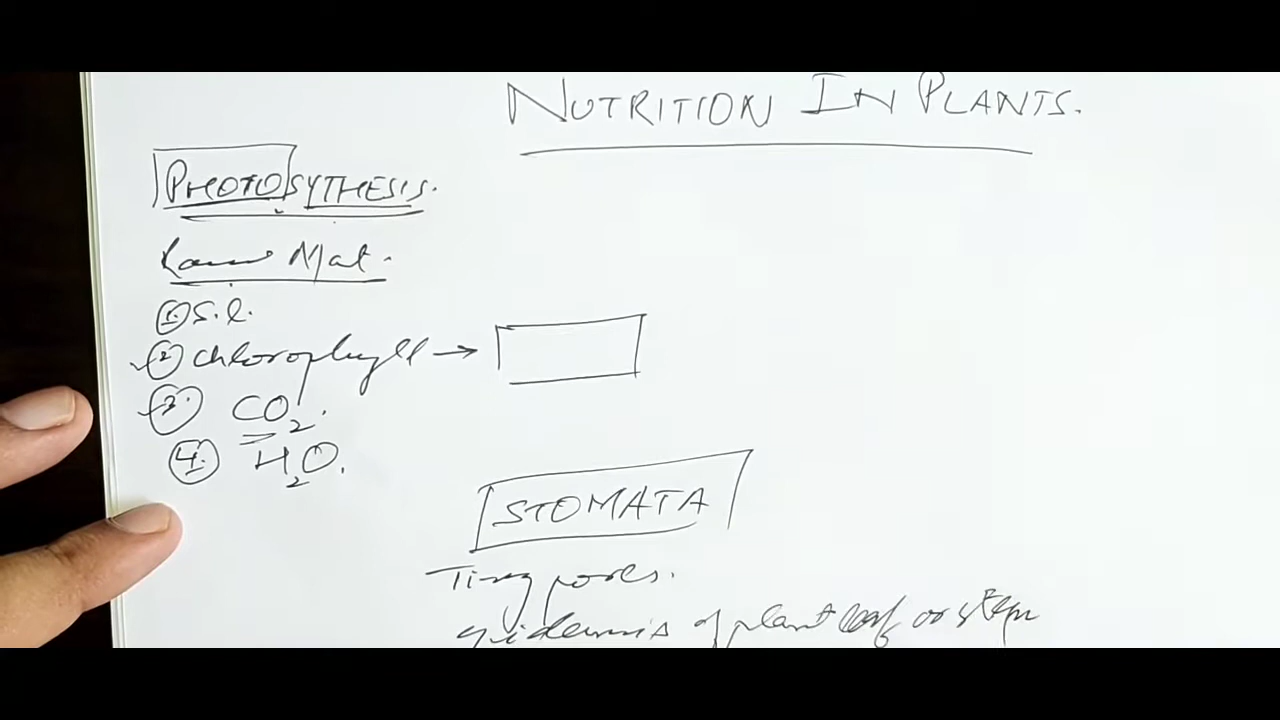 NUTRITION IN PLANTS.
PHOTOSYTHESIS.
Raw Mat.
1. S.l.
2 chlorophyll →
3. CO2.
4. H2O.
STOMATA
Tiny pores.
epidermis of plant leaf or stem